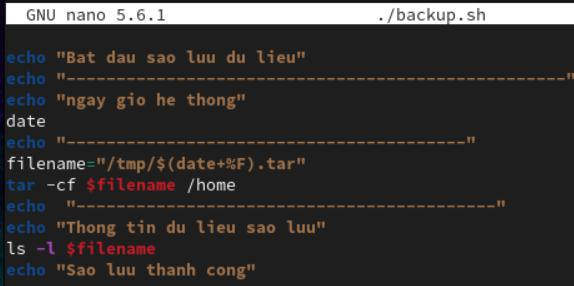 GNU nano 5.6.1 ./backup.sh
echo "Bat dau sao luu du lieu"
echo "--------------------------------------------------"
echo "ngay gio he thong"
date
echo "----------------------------------------"
filename="/tmp/$(date+%F).tar"
tar -cf $filename /home
echo  "------------------------------------------"
echo "Thong tin du lieu sao luu"
ls -l $filename
echo "Sao luu thanh cong"